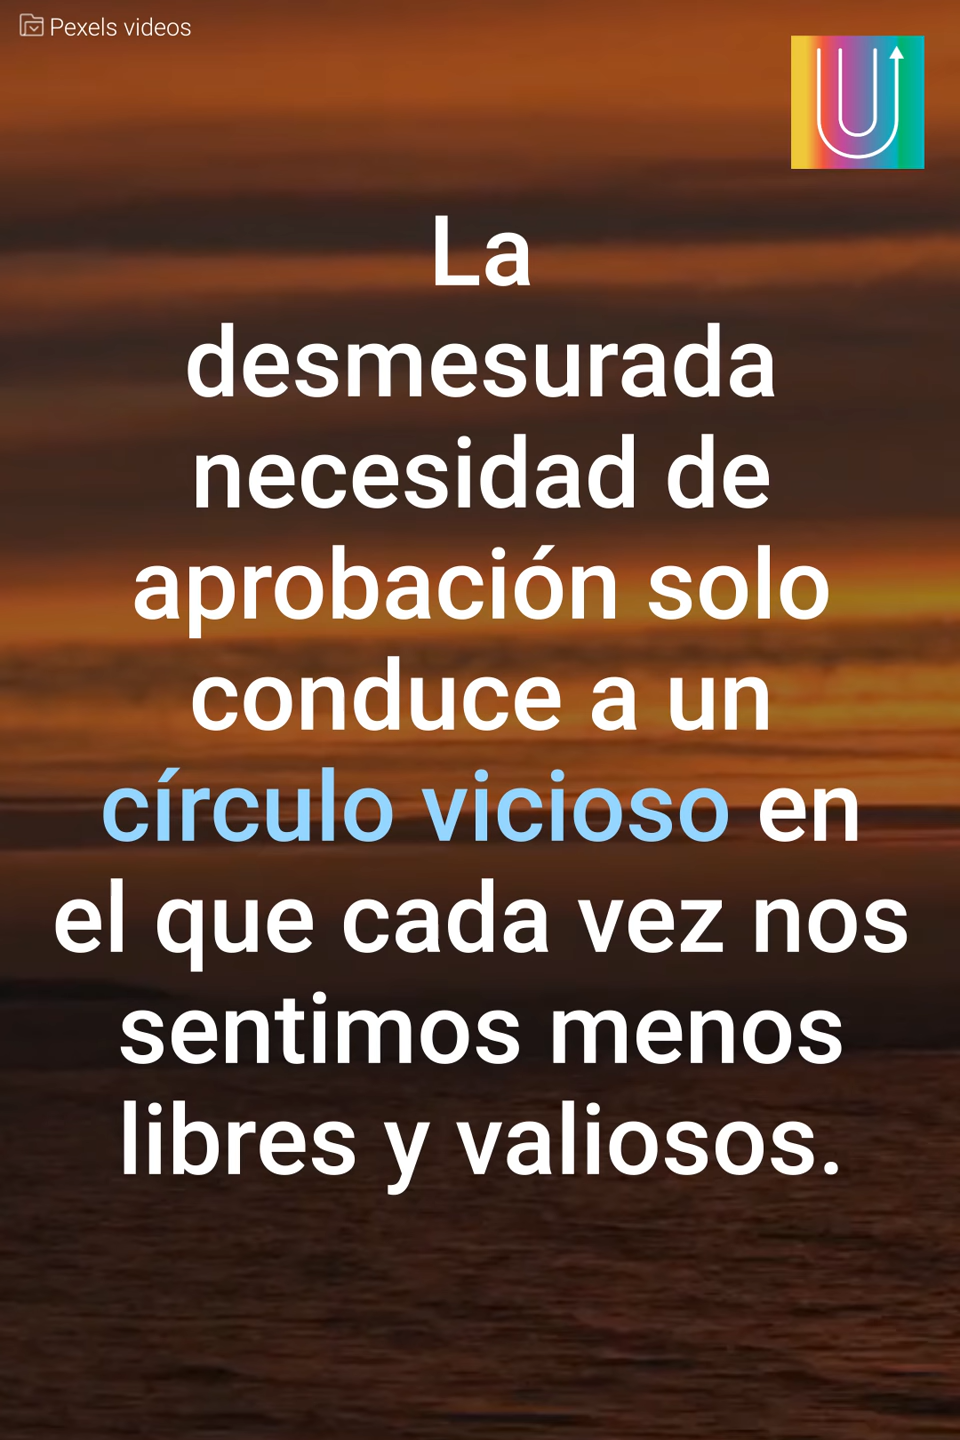 Pexels videos
La
desmesurada
necesidad de
aprobación solo
conduce a un
círculo vicioso en
el que cada vez nos
sentimos menos
libres y valiosos.